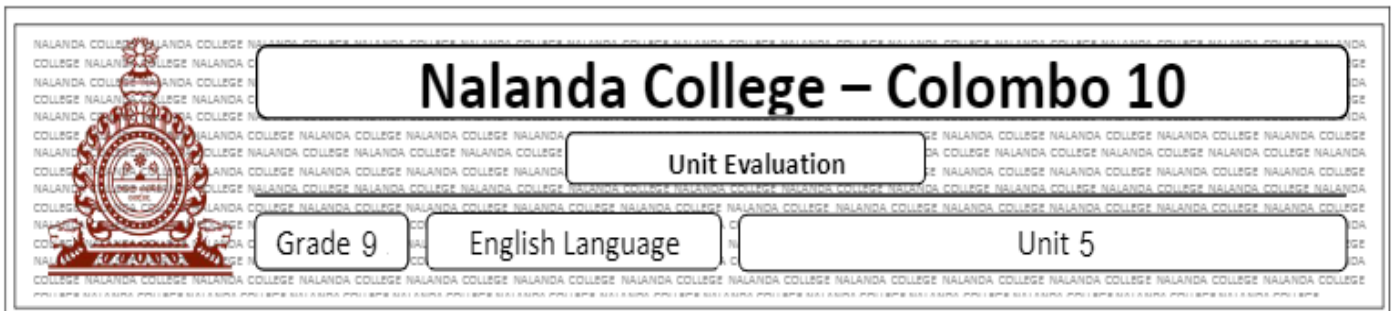 Nalanda College – Colombo 10
Unit Evaluation
Grade 9
English Language
Unit 5